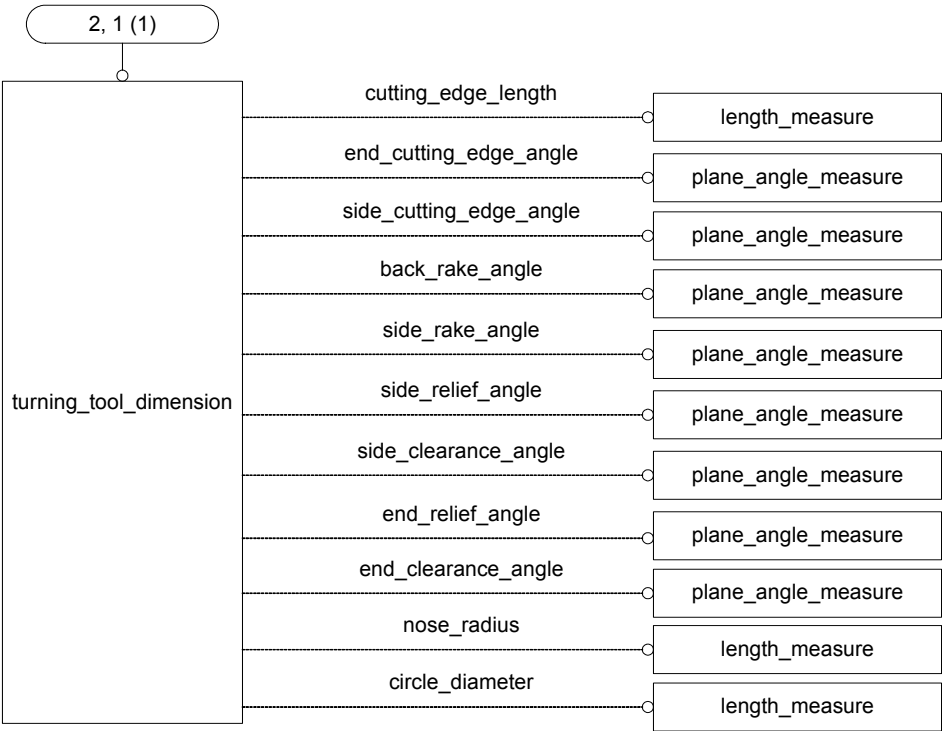 2, 1 (1)
cutting_edge_length
length_measure
end_cutting_edge_angle
plane_angle_measure
side_cutting_edge_angle
plane_angle_measure
back_rake_angle
plane_angle_measure
side_rake_angle
plane_angle_measure
turning_tool_dimension
side_relief_angle
plane_angle_measure
side_clearance_angle
plane_angle_measure
end_relief_angle
plane_angle_measure
end_clearance_angle
plane_angle_measure
nose_radius
length_measure
circle_diameter
length_measure